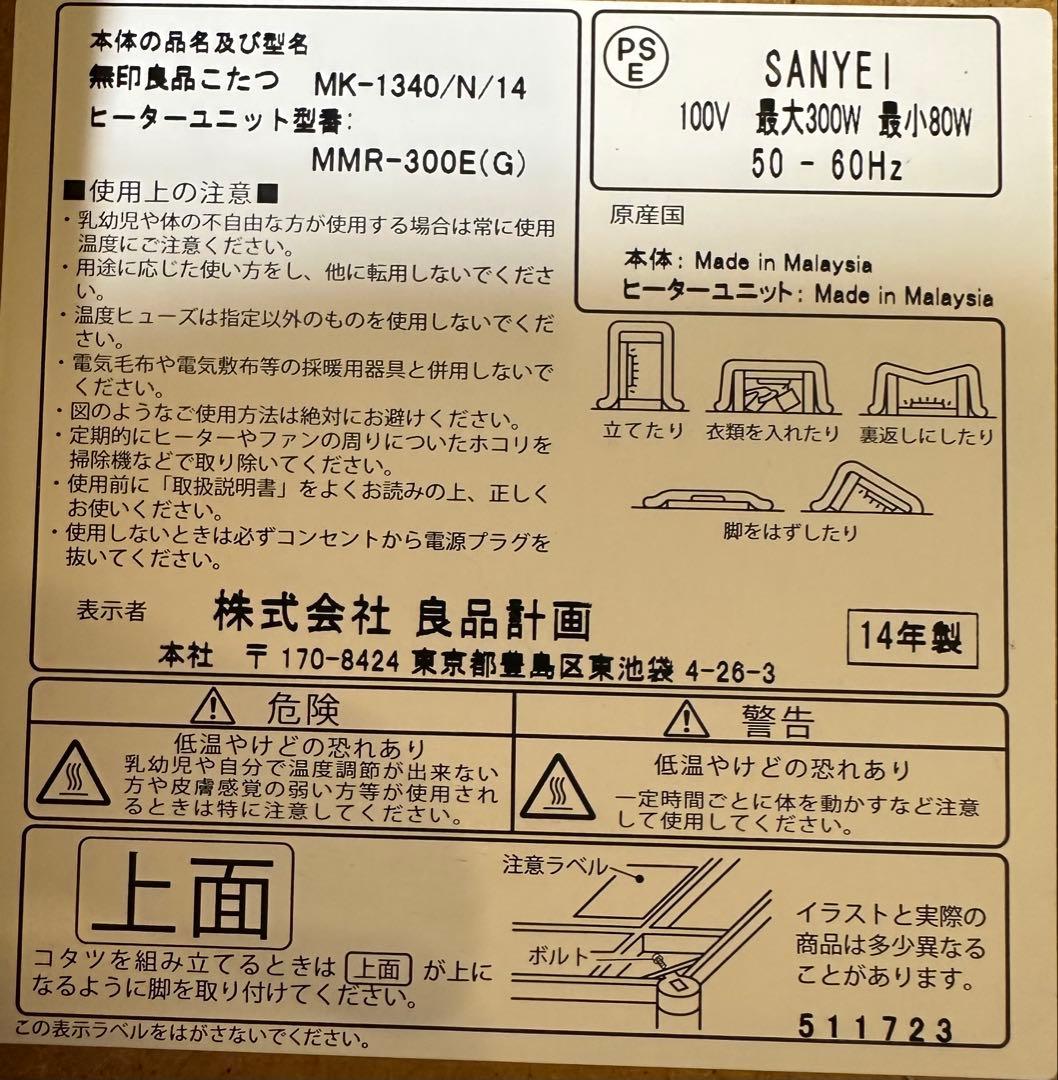 本体の品名及び型名
無印良品こたつ MK-1340/N/14
ヒーターユニット型番:
MMR-300E(G)
■使用上の注意■
・乳幼児や体の不自由な方が使用する場合は常に使用
温度にご注意ください。
・用途に応じた使い方をし、他に転用しないでくださ
い。
・温度ヒューズは指定以外のものを使用しないでくだ
さい。
・電気毛布や電気敷布等の採暖用器具と併用しないで
ください。
・図のようなご使用方法は絶対にお避けください。
・定期的にヒーターやファンの周りについたホコリを
掃除機などで取り除いてください。
・使用前に「取扱説明書」をよくお読みの上、正しく
お使いください。
・使用しないときは必ずコンセントから電源プラグを
抜いてください。
PS
E
SANYEI
100V 最大300W 最小80W
50 - 60Hz
原産国
本体: Made in Malaysia
ヒーターユニット: Made in Malaysia
立てたり 衣類を入れたり 裏返しにしたり
脚をはずしたり
表示者 株式会社 良品計画
本社 〒170-8424 東京都豊島区東池袋 4-26-3
14年製
危険
低温やけどの恐れあり
乳幼児や自分で温度調節が出来ない
方や皮膚感覚の弱い方等が使用され
るときは特に注意してください。
警告
低温やけどの恐れあり
一定時間ごとに体を動かすなど注意
して使用してください。
上面
コタツを組み立てるときは 上面 が上に
なるように脚を取り付けてください。
注意ラベル
ボルト
イラストと実際の
商品は多少異なる
ことがあります。
511723
この表示ラベルをはがさないでください。